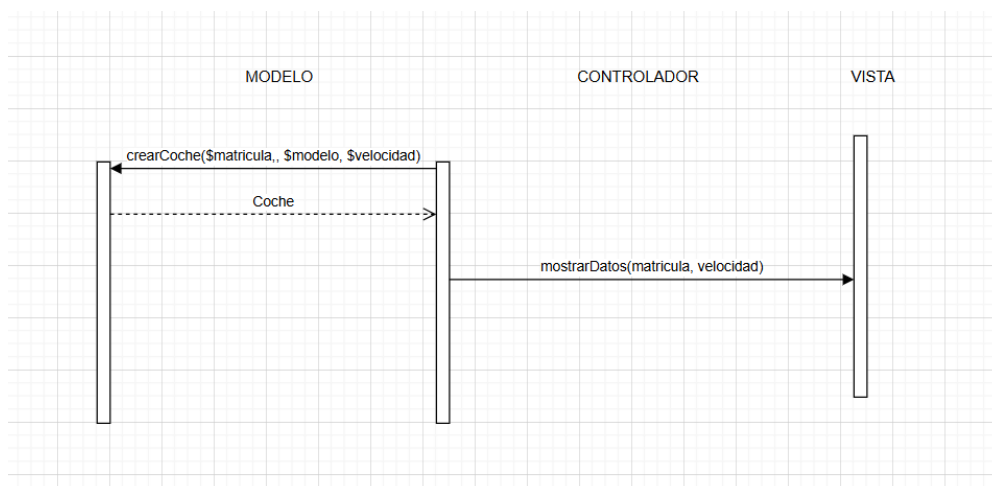 MODELO
CONTROLADOR
VISTA
crearCoche($matricula,, $modelo, $velocidad)
Coche
mostrarDatos(matricula, velocidad)